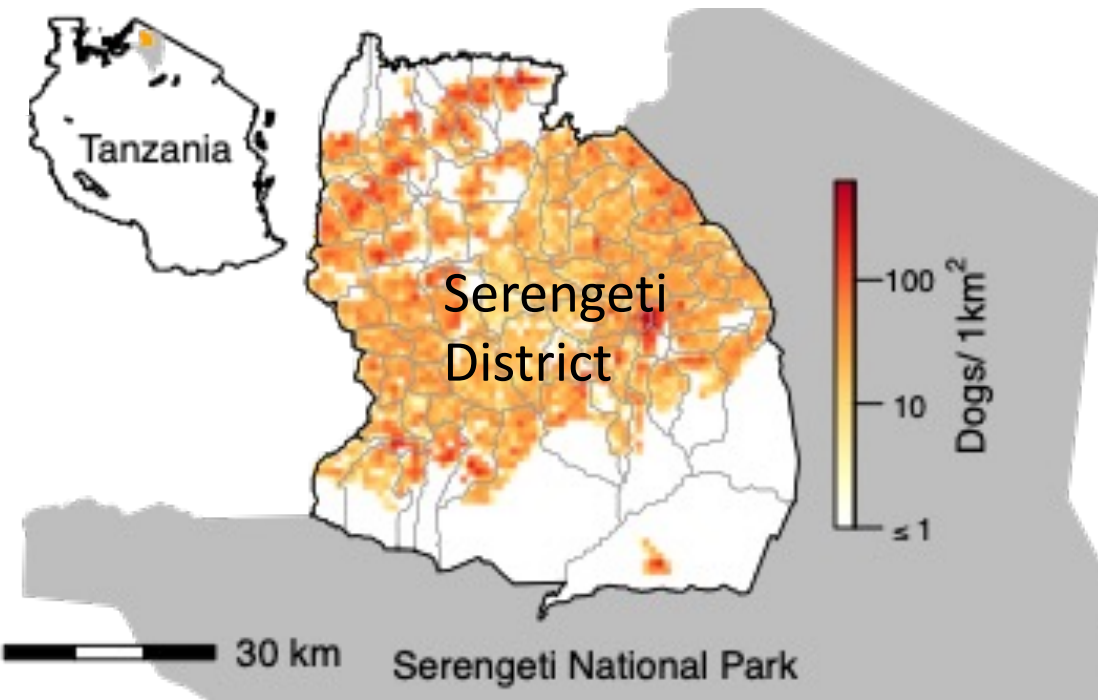 Tanzania
Serengeti
District
100
10
≤ 1
Dogs/ 1km²
30 km
Serengeti National Park